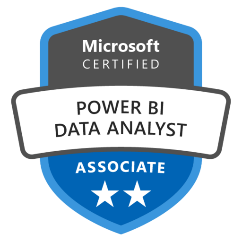 Microsoft
CERTIFIED
POWER BI
DATA ANALYST
ASSOCIATE